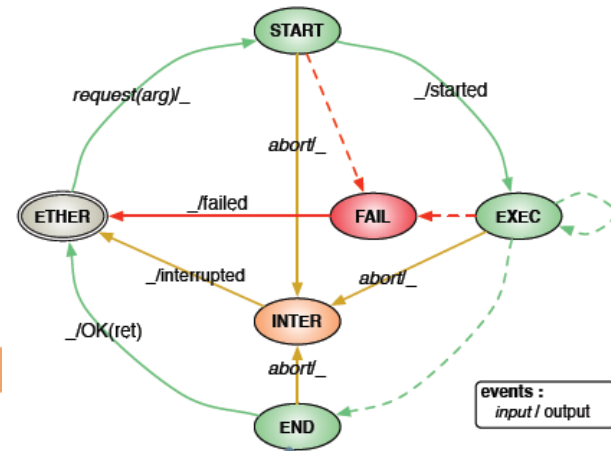 START
request(arg)/_
_/started
abort/_
ETHER
_/failed
FAIL
EXEC
_/interrupted
abort/_
INTER
_/OK(ret)
abort/_
END
events :
input / output